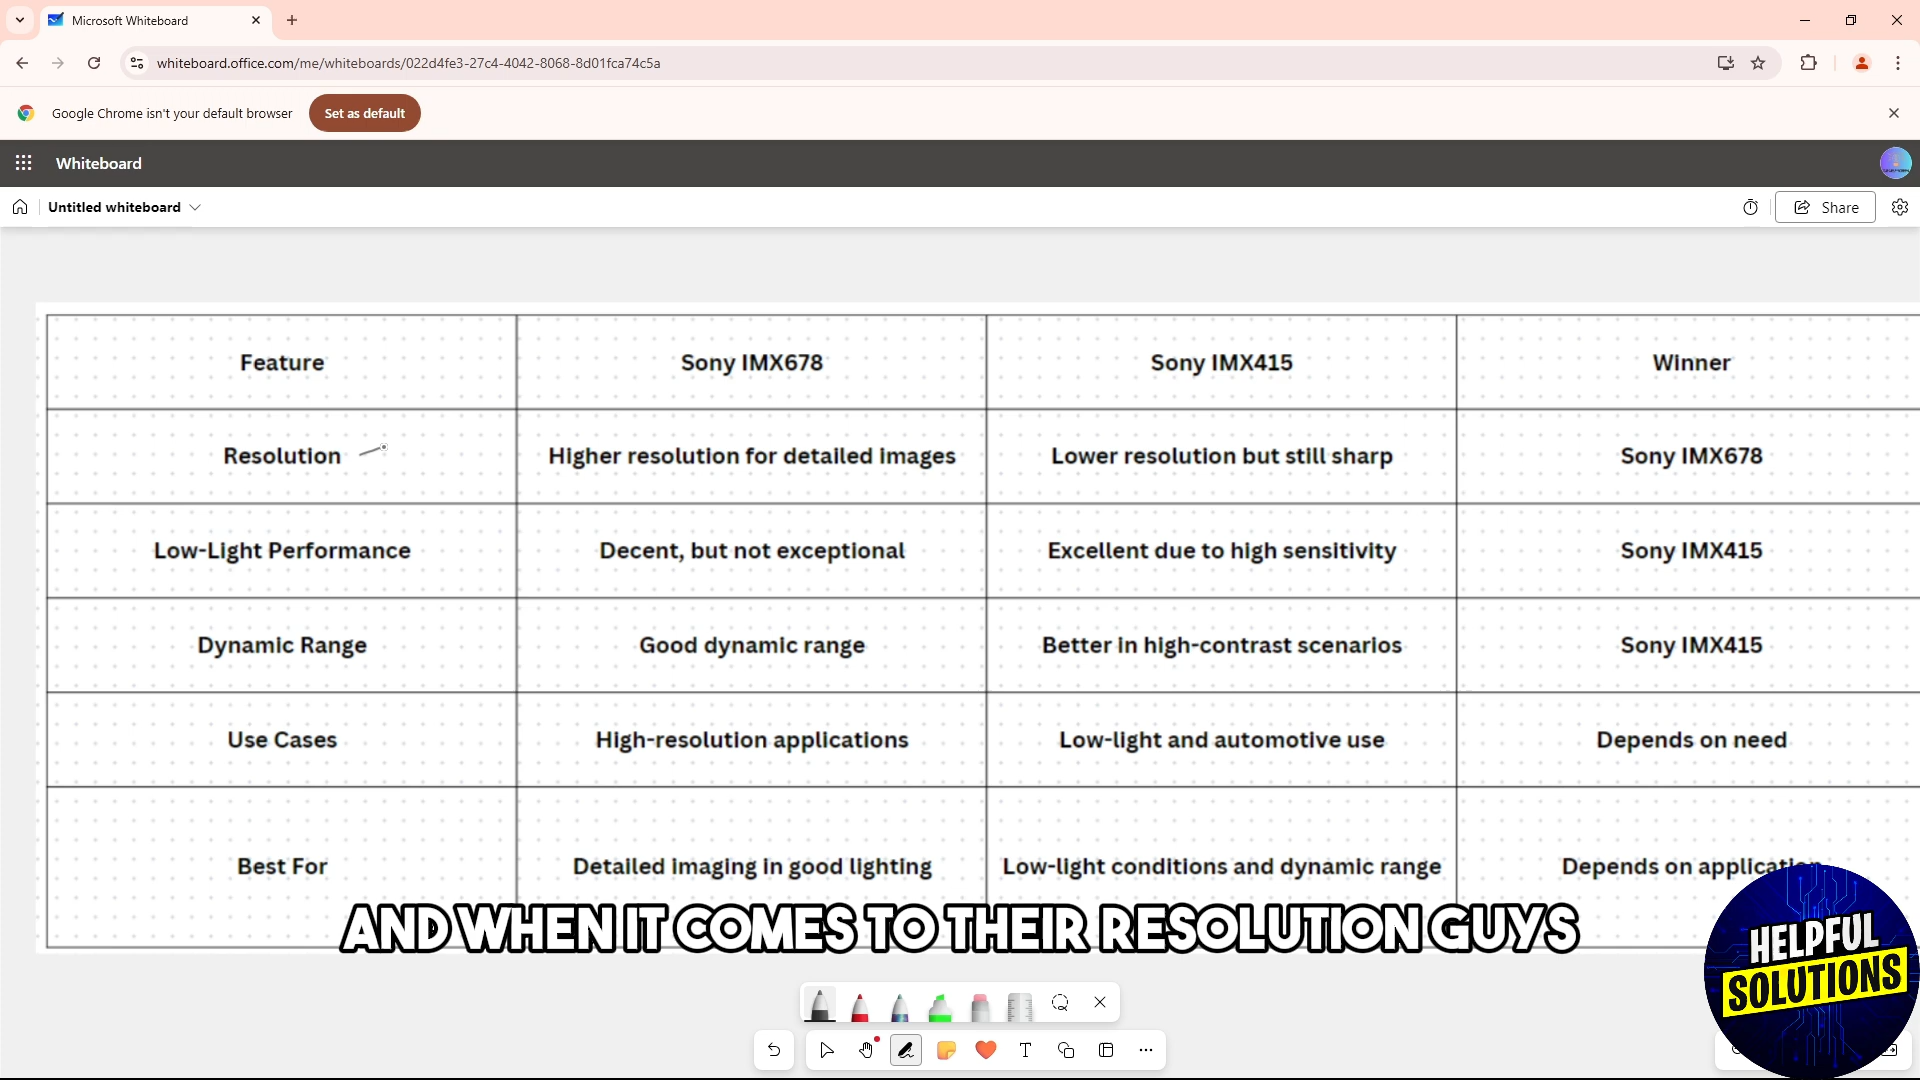 Microsoft Whiteboard
whiteboard.office.com/me/whiteboards/022d4fe3-27c4-4042-8068-8d01fca74c5a
Google Chrome isn't your default browser
Set as default
Whiteboard
Untitled whiteboard
Share
Feature Sony IMX678 Sony IMX415 Winner
Resolution Higher resolution for detailed images Lower resolution but still sharp Sony IMX678
Low-Light Performance Decent, but not exceptional Excellent due to high sensitivity Sony IMX415
Dynamic Range Good dynamic range Better in high-contrast scenarios Sony IMX415
Use Cases High-resolution applications Low-light and automotive use Depends on need
Best For Detailed imaging in good lighting Low-light conditions and dynamic range Depends on application
AND WHEN IT COMES TO THEIR RESOLUTION GUYS
HELPFUL
SOLUTIONS